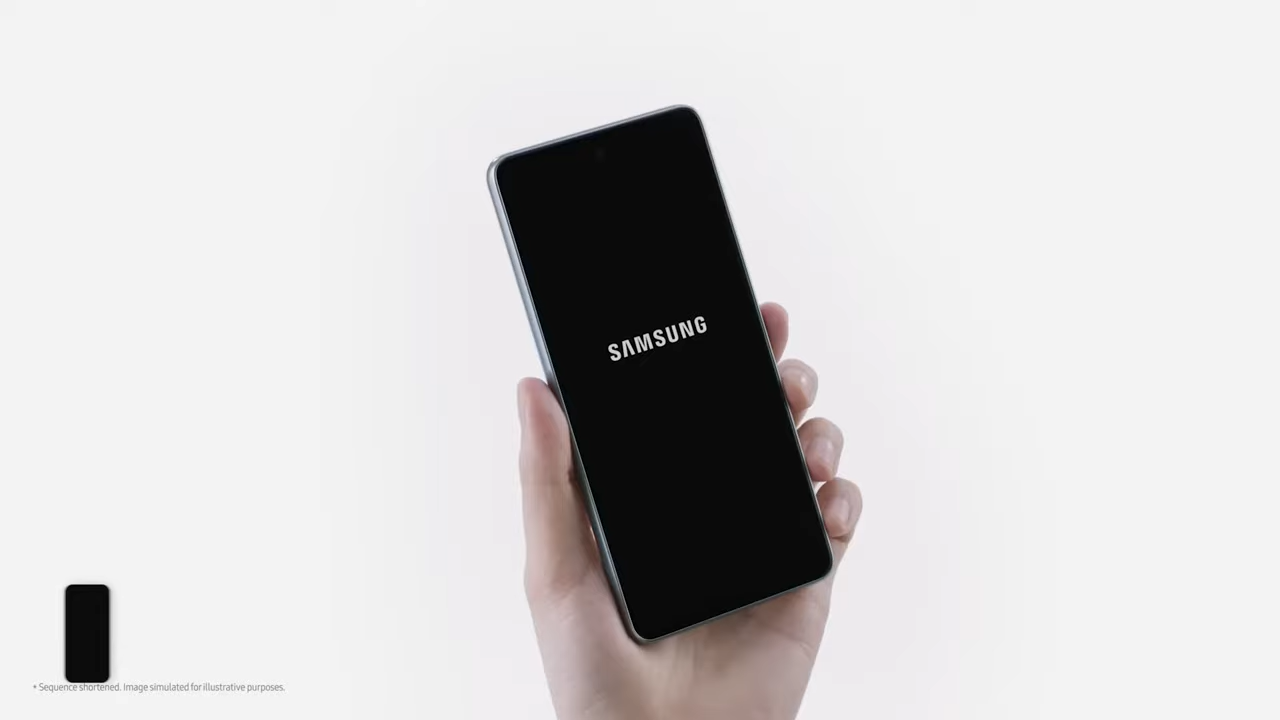 SAMSUNG
* Sequence shortened. Image simulated for illustrative purposes.